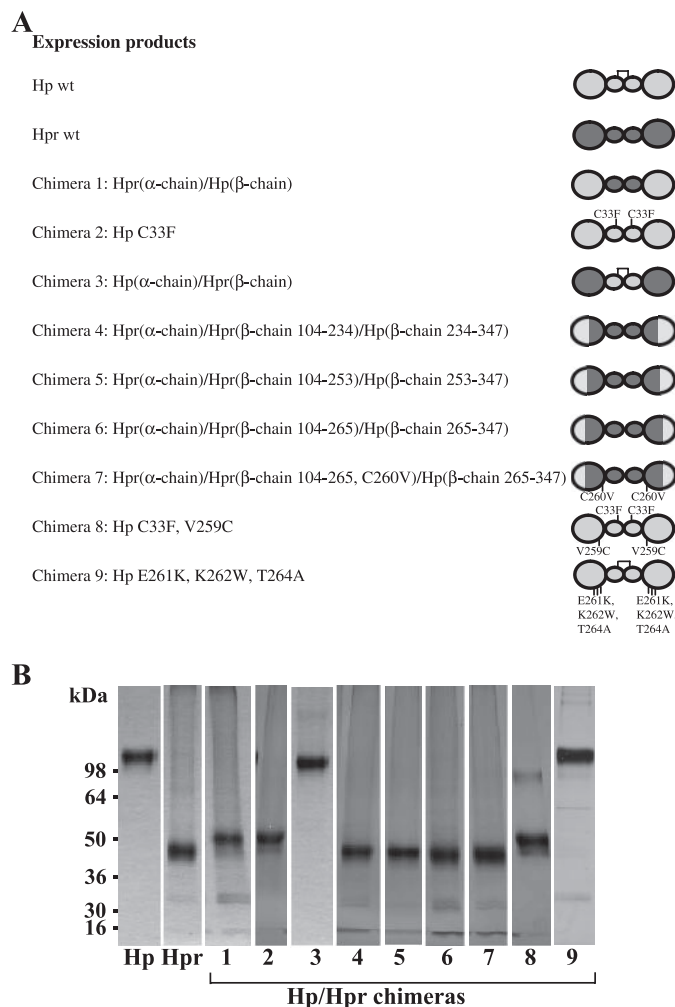 A
Expression products
Hp wt
Hpr wt
Chimera 1: Hpr(α-chain)/Hp(β-chain)
C33F C33F
Chimera 2: Hp C33F
Chimera 3: Hp(α-chain)/Hpr(β-chain)
Chimera 4: Hpr(α-chain)/Hpr(β-chain 104-234)/Hp(β-chain 234-347)
Chimera 5: Hpr(α-chain)/Hpr(β-chain 104-253)/Hp(β-chain 253-347)
Chimera 6: Hpr(α-chain)/Hpr(β-chain 104-265)/Hp(β-chain 265-347)
Chimera 7: Hpr(α-chain)/Hpr(β-chain 104-265, C260V)/Hp(β-chain 265-347)
C260V C260V
C33F C33F
Chimera 8: Hp C33F, V259C
V259C V259C
Chimera 9: Hp E261K, K262W, T264A
E261K, E261K,
K262W, K262W,
T264A T264A
B
kDa
98
64
50
36
30
16
Hp Hpr 1 2 3 4 5 6 7 8 9
Hp/Hpr chimeras